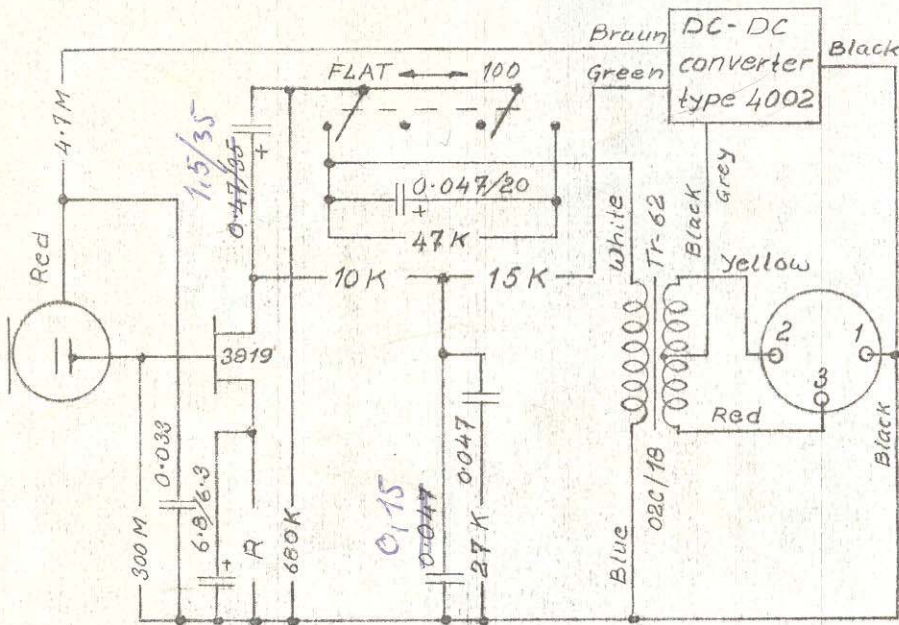 Braun
DC-DC
converter
type 4002
Black
Green
FLAT
100
4.7M
1,5/35
0.47/35
0.047/20
47K
White
Tr-62
Black
Grey
Red
10K
15K
Yellow
3819
2
1
3
Red
0.033
6.8/6.3
300M
R
680K
0,15
0.047
0.047
27K
Blue
02C/18
Black
+
+
+